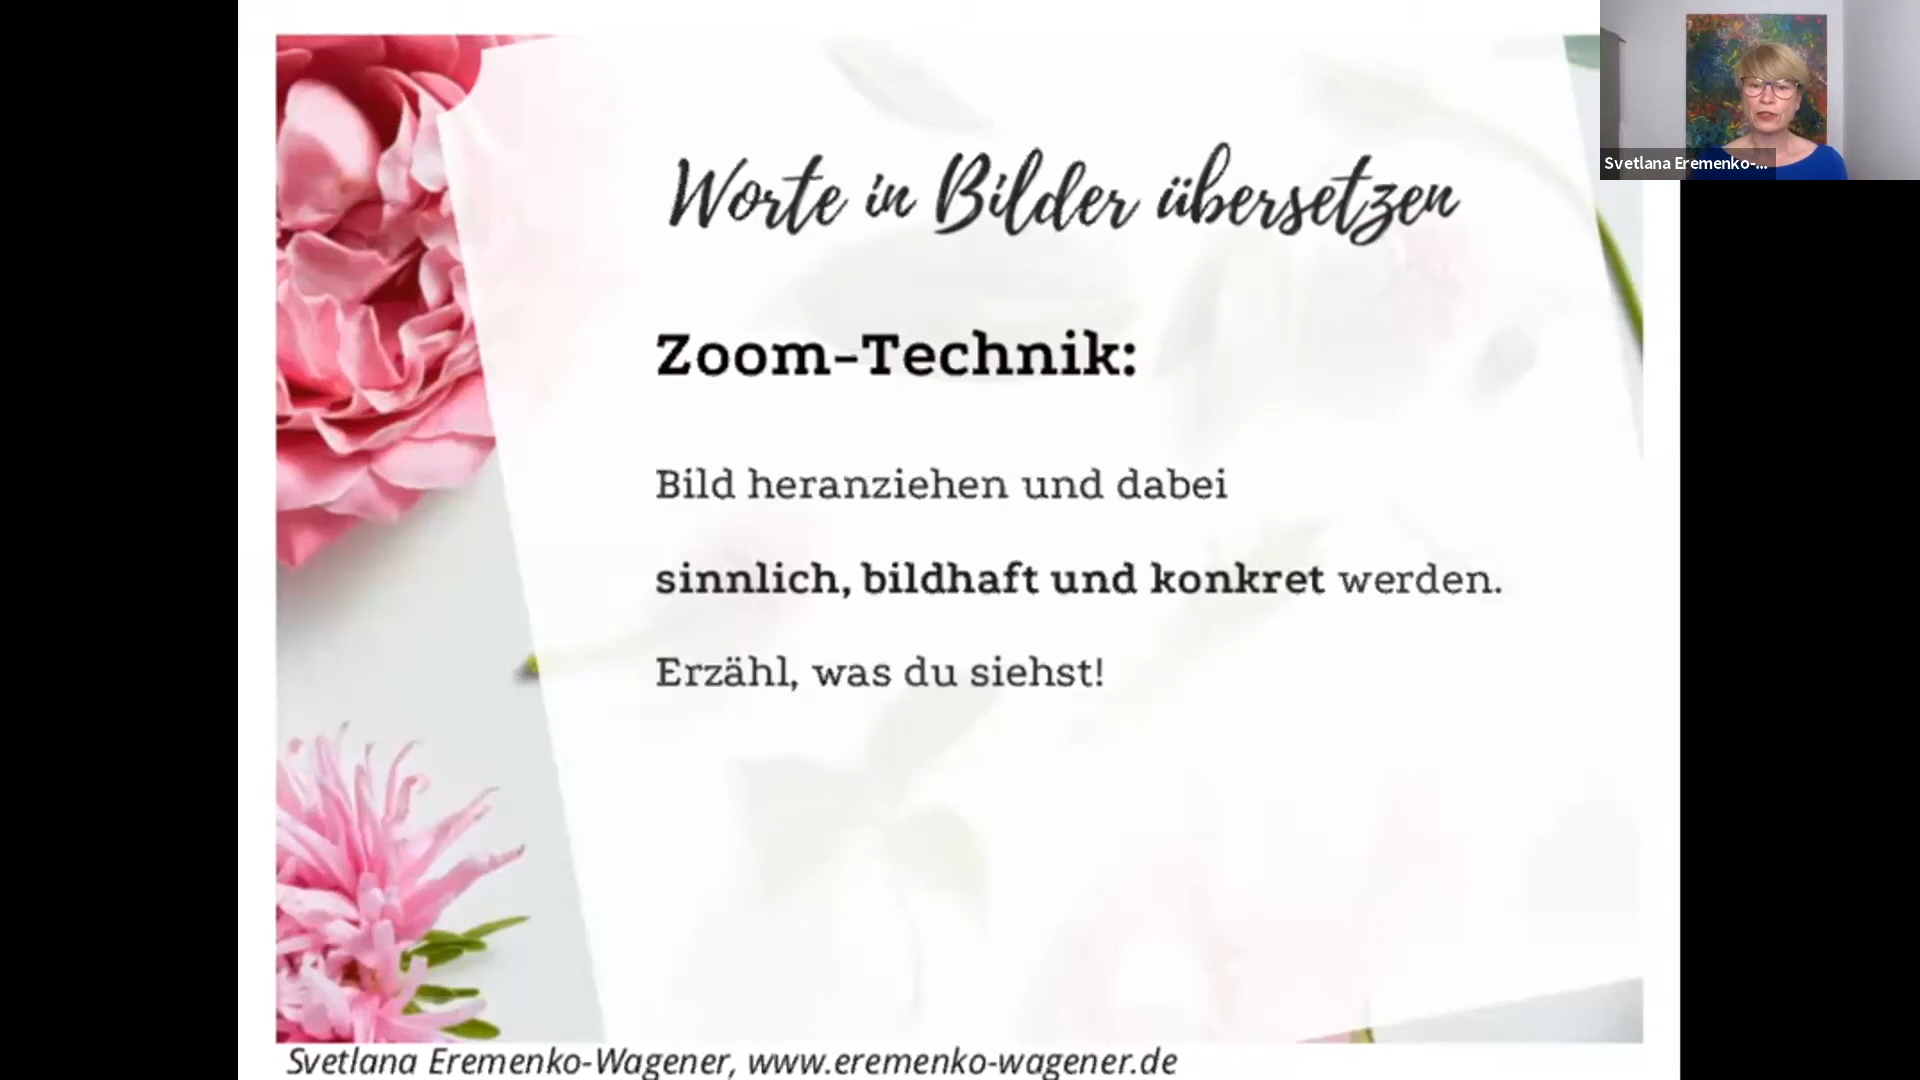 Worte in Bilder übersetzen
Zoom-Technik:
Bild heranziehen und dabei
sinnlich, bildhaft und konkret werden.
Erzähl, was du siehst!
Svetlana Eremenko-Wagener, www.eremenko-wagener.de
Svetlana Eremenko-...